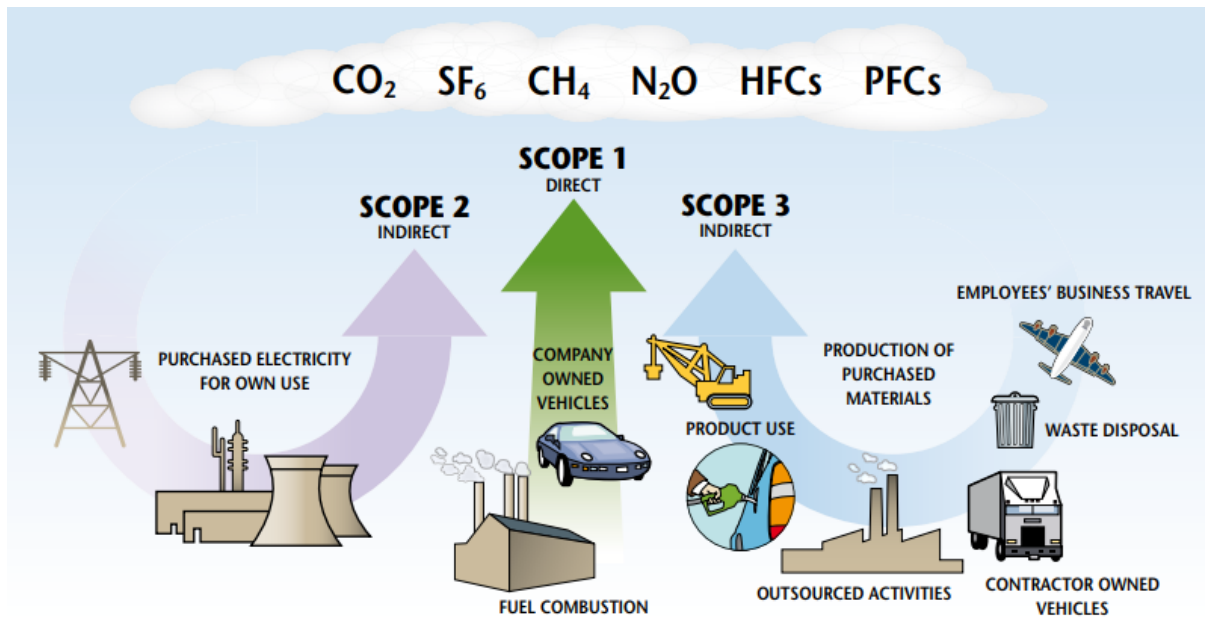 CO₂ SF₆ CH₄ N₂O HFCs PFCs
SCOPE 1
DIRECT
SCOPE 2
INDIRECT
SCOPE 3
INDIRECT
EMPLOYEES' BUSINESS TRAVEL
PURCHASED ELECTRICITY
FOR OWN USE
COMPANY
OWNED
VEHICLES
PRODUCTION OF
PURCHASED
MATERIALS
PRODUCT USE
WASTE DISPOSAL
FUEL COMBUSTION
OUTSOURCED ACTIVITIES
CONTRACTOR OWNED
VEHICLES